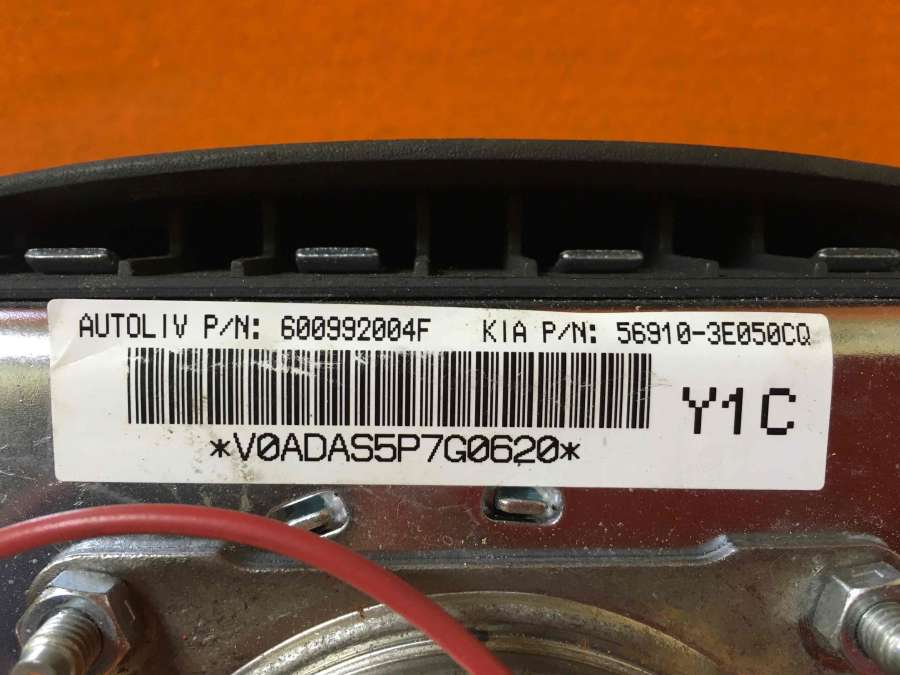 AUTOLIV P/N: 600992004F KIA P/N: 56910-3E050CQ
Y1C
*V0ADAS5P7G0620*